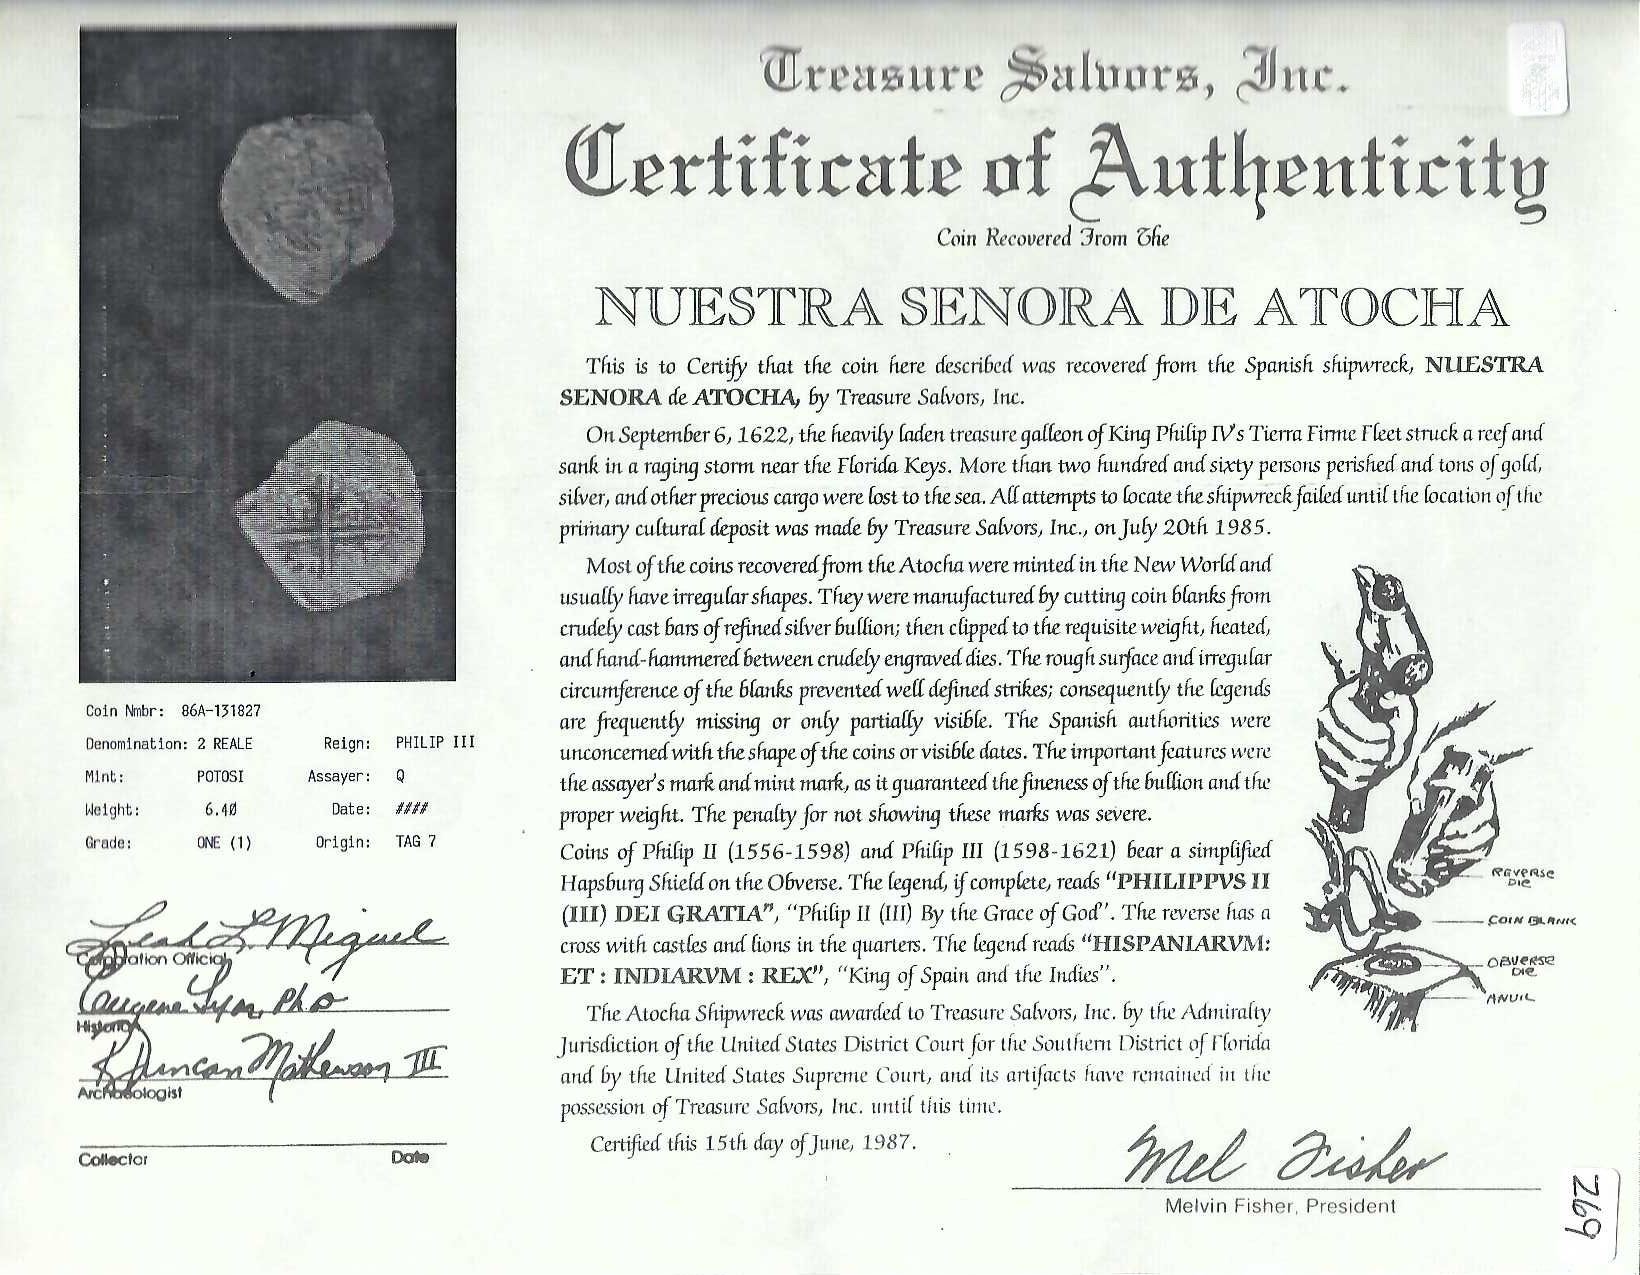 Treasure Salvors, Inc.
Certificate of Authenticity
Coin Recovered From The
NUESTRA SENORA DE ATOCHA
This is to Certify that the coin here described was recovered from the Spanish shipwreck, NUESTRA
SENORA de ATOCHA, by Treasure Salvors, Inc.
On September 6, 1622, the heavily laden treasure galleon of King Philip IV's Tierra Firme Fleet struck a reef and
sank in a raging storm near the Florida Keys. More than two hundred and sixty persons perished and tons of gold,
silver, and other precious cargo were lost to the sea. All attempts to locate the shipwreck failed until the location of the
primary cultural deposit was made by Treasure Salvors, Inc., on July 20th 1985.
Most of the coins recovered from the Atocha were minted in the New World and
usually have irregular shapes. They were manufactured by cutting coin blanks from
crudely cast bars of refined silver bullion; then clipped to the requisite weight, heated,
and hand-hammered between crudely engraved dies. The rough surface and irregular
circumference of the blanks prevented well defined strikes; consequently the legends
are frequently missing or only partially visible. The Spanish authorities were
unconcerned with the shape of the coins or visible dates. The important features were
the assayer's mark and mint mark, as it guaranteed the fineness of the bullion and the
proper weight. The penalty for not showing these marks was severe.
Coins of Philip II (1556-1598) and Philip III (1598-1621) bear a simplified
Hapsburg Shield on the Obverse. The legend, if complete, reads "PHILIPPVS II
(III) DEI GRATIA", "Philip II (III) By the Grace of God". The reverse has a
cross with castles and lions in the quarters. The legend reads "HISPANIARVM:
ET : INDIARVM : REX", "King of Spain and the Indies".
The Atocha Shipwreck was awarded to Treasure Salvors, Inc. by the Admiralty
Jurisdiction of the United States District Court for the Southern District of Florida
and by the United States Supreme Court, and its artifacts have remained in the
possession of Treasure Salvors, Inc. until this time.
Certified this 15th day of June, 1987.
Mel Fisher
Melvin Fisher, President
REVERSE
DIE
COIN BLANK
OBVERSE
DIE
ANVIL
Coin Nmbr: 86A-131827
Denomination: 2 REALE Reign: PHILIP III
Mint: POTOSI Assayer: Q
Weight: 6.40 Date: ####
Grade: ONE (1) Origin: TAG 7
Leah L. Miguel
Corporation Official
Eugene Lyon, Ph D
Historian
R Duncan Mathewson III
Archaeologist
Collector Date
269